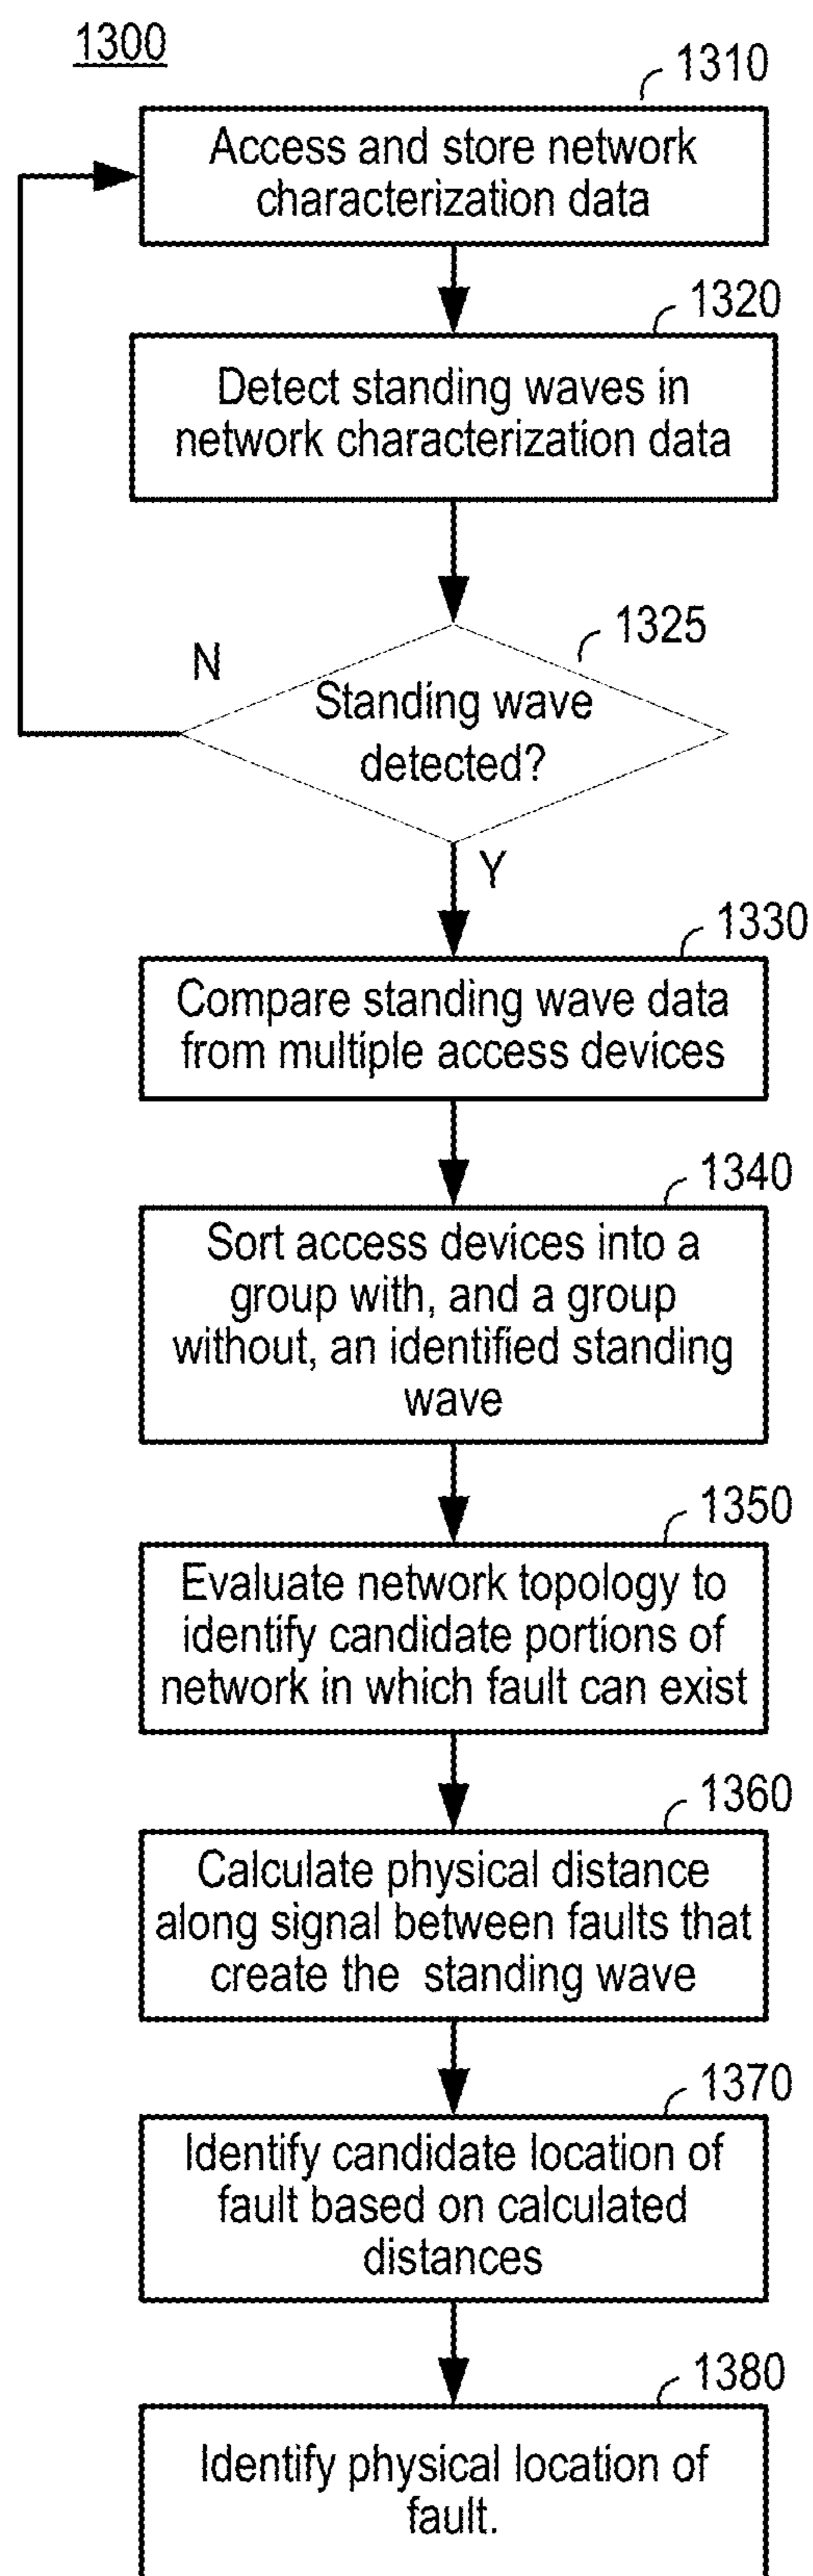 1300
1310
Access and store network
characterization data
1320
Detect standing waves in
network characterization data
1325
N
Standing wave
detected?
Y
1330
Compare standing wave data
from multiple access devices
1340
Sort access devices into a
group with, and a group
without, an identified standing
wave
1350
Evaluate network topology to
identify candidate portions of
network in which fault can exist
1360
Calculate physical distance
along signal between faults that
create the standing wave
1370
Identify candidate location of
fault based on calculated
distances
1380
Identify physical location of
fault.